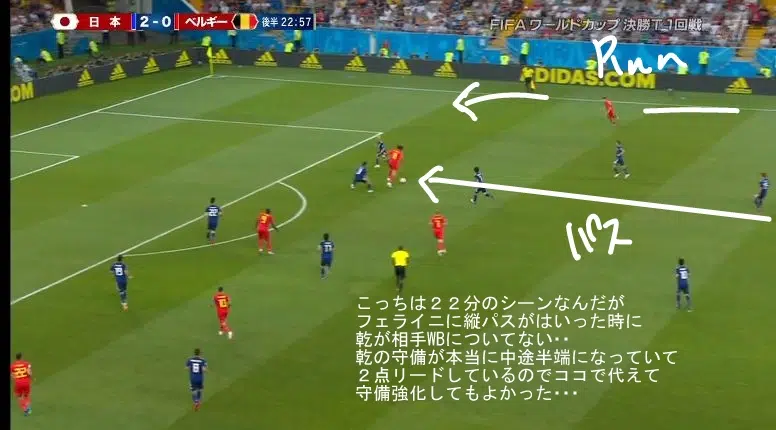 日本 2-0 ベルギー 後半 22:57
FIFA ワールドカップ 決勝T1回戦
Run
ADIDAS.COM
パス
こっちは22分のシーンなんだが
フェライニに縦パスがはいった時に
乾が相手WBについてない‥
乾の守備が本当に中途半端になっていて
2点リードしているのでココで代えて
守備強化してもよかった…